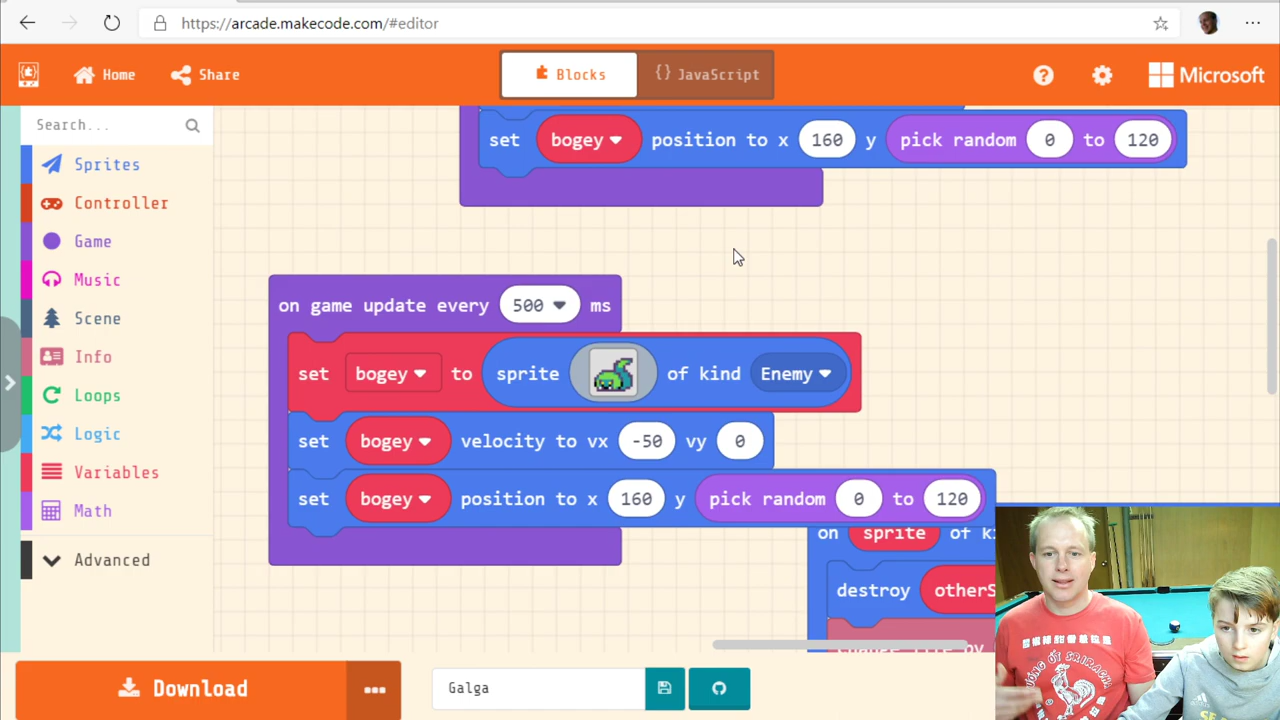 https://arcade.makecode.com/#editor
Home
Share
Blocks
{} JavaScript
Microsoft
Search...
Sprites
Controller
Game
Music
Scene
Info
Loops
Logic
Variables
Math
Advanced
set bogey position to x 160 y pick random 0 to 120
on game update every 500 ms
set bogey to sprite of kind Enemy
set bogey velocity to vx -50 vy 0
set bogey position to x 160 y pick random 0 to 120
on sprite of ki
destroy otherS
Download
Galga